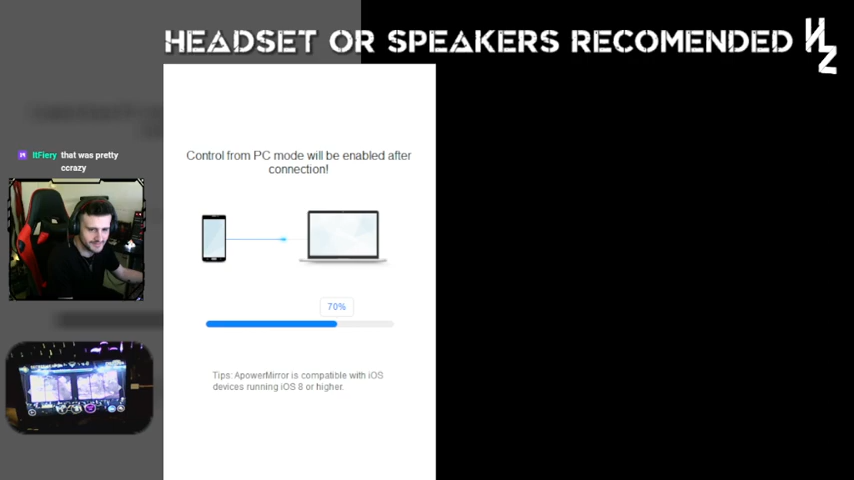 HEADSET OR SPEAKERS RECOMENDED
HZ
Control from PC mode will be enabled after
connection!
ItFiery that was pretty
ccrazy
70%
Tips: ApowerMirror is compatible with iOS
devices running iOS 8 or higher.